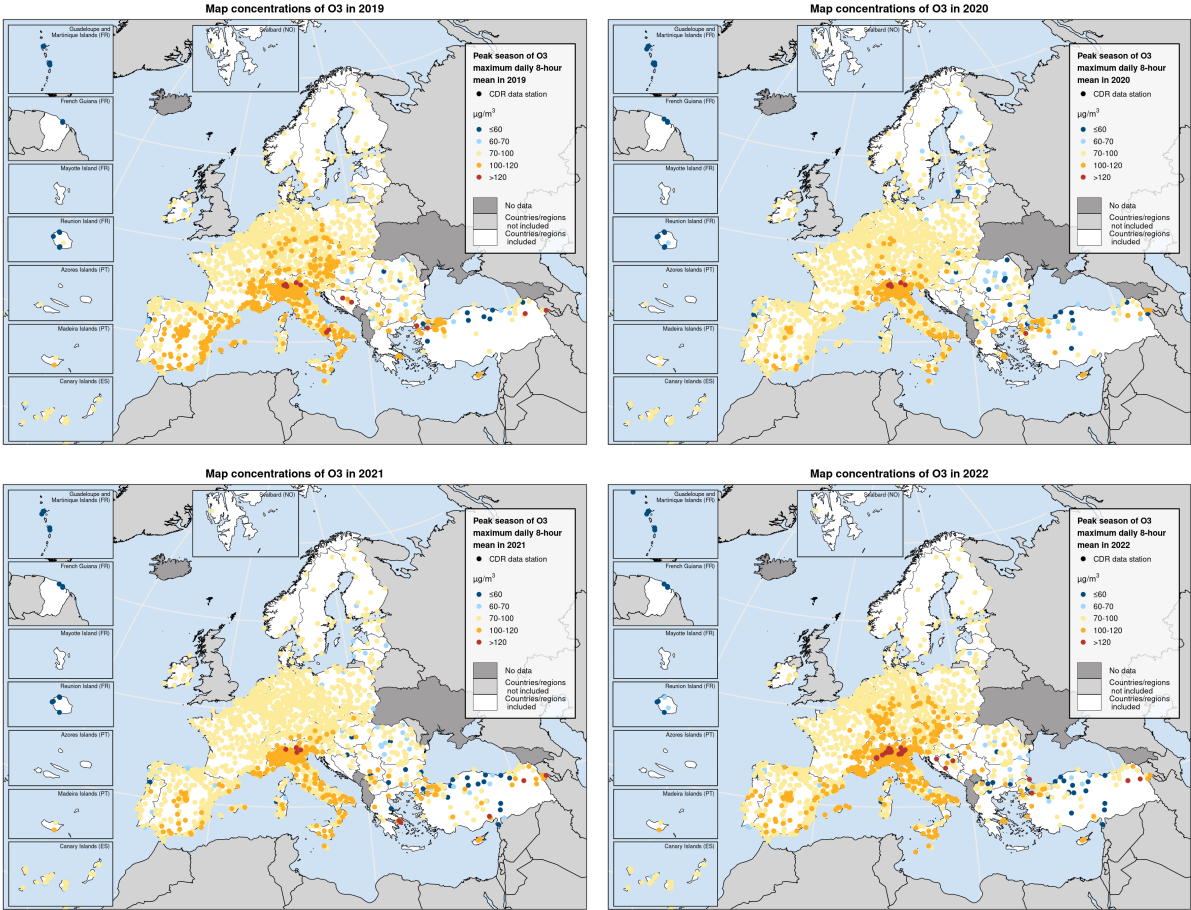 Map concentrations of O3 in 2019
Guadeloupe and
Martinique Islands (FR)
Svalbard (NO)
French Guiana (FR)
Mayotte Island (FR)
Reunion Island (FR)
Azores Islands (PT)
Madeira Islands (PT)
Canary Islands (ES)
Peak season of O3
maximum daily 8-hour
mean in 2019
CDR data station
µg/m³
≤60
60-70
70-100
100-120
>120
No data
Countries/regions
not included
Countries/regions
included
Map concentrations of O3 in 2020
Guadeloupe and
Martinique Islands (FR)
Svalbard (NO)
French Guiana (FR)
Mayotte Island (FR)
Reunion Island (FR)
Azores Islands (PT)
Madeira Islands (PT)
Canary Islands (ES)
Peak season of O3
maximum daily 8-hour
mean in 2020
CDR data station
µg/m³
≤60
60-70
70-100
100-120
>120
No data
Countries/regions
not included
Countries/regions
included
Map concentrations of O3 in 2021
Guadeloupe and
Martinique Islands (FR)
Svalbard (NO)
French Guiana (FR)
Mayotte Island (FR)
Reunion Island (FR)
Azores Islands (PT)
Madeira Islands (PT)
Canary Islands (ES)
Peak season of O3
maximum daily 8-hour
mean in 2021
CDR data station
µg/m³
≤60
60-70
70-100
100-120
>120
No data
Countries/regions
not included
Countries/regions
included
Map concentrations of O3 in 2022
Guadeloupe and
Martinique Islands (FR)
Svalbard (NO)
French Guiana (FR)
Mayotte Island (FR)
Reunion Island (FR)
Azores Islands (PT)
Madeira Islands (PT)
Canary Islands (ES)
Peak season of O3
maximum daily 8-hour
mean in 2022
CDR data station
µg/m³
≤60
60-70
70-100
100-120
>120
No data
Countries/regions
not included
Countries/regions
included